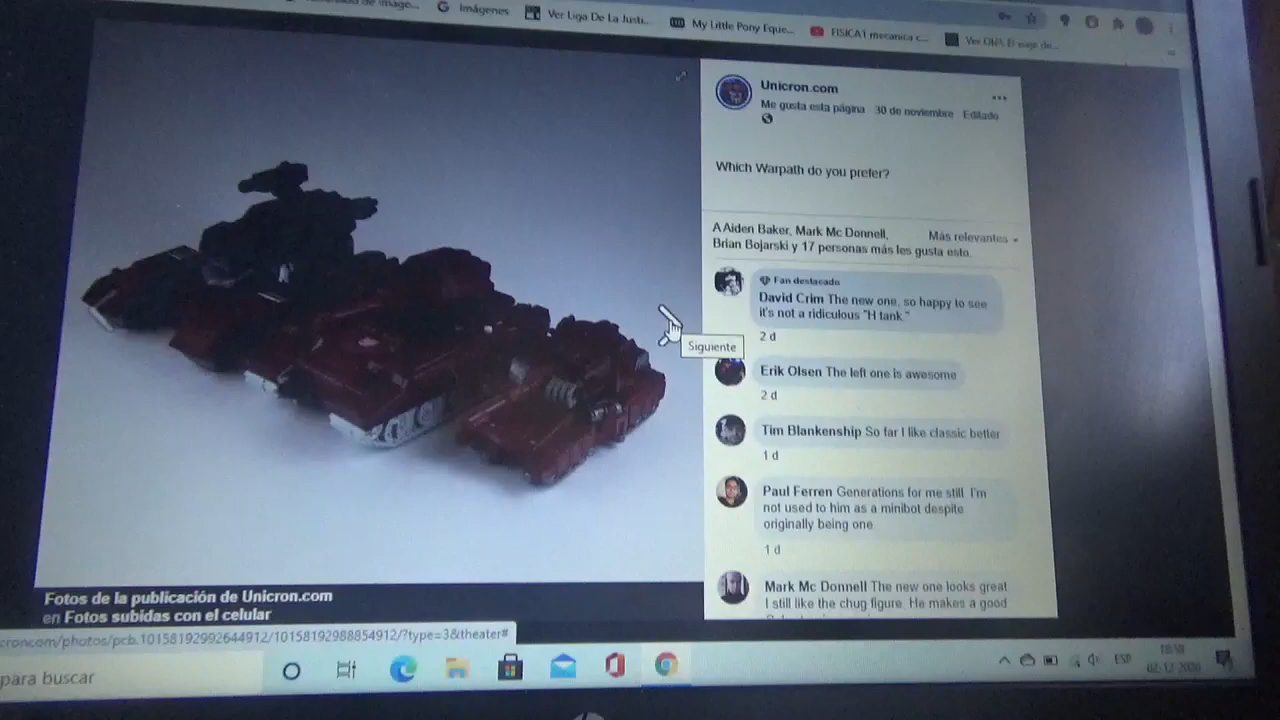 Imágenes
Ver Liga De La Justi...
My Little Pony Eque...
FISICA1 mecanica c...
Unicron.com
Me gusta esta página 30 de noviembre Editado
Which Warpath do you prefer?
A Aiden Baker, Mark Mc Donnell,
Brian Bojarski y 17 personas más les gusta esto.
Más relevantes
Fan destacado
David Crim The new one, so happy to see
it's not a ridiculous "H tank."
2 d
Siguiente
Erik Olsen The left one is awesome
2 d
Tim Blankenship So far I like classic better
1 d
Paul Ferren Generations for me still. I'm
not used to him as a minibot despite
originally being one
1 d
Mark Mc Donnell The new one looks great
I still like the chug figure. He makes a good
Fotos de la publicación de Unicron.com
en Fotos subidas con el celular
croncom/photos/pcb.10158192992644912/10158192988854912/?type=3&theater#
para buscar
ESP
02-12-2020